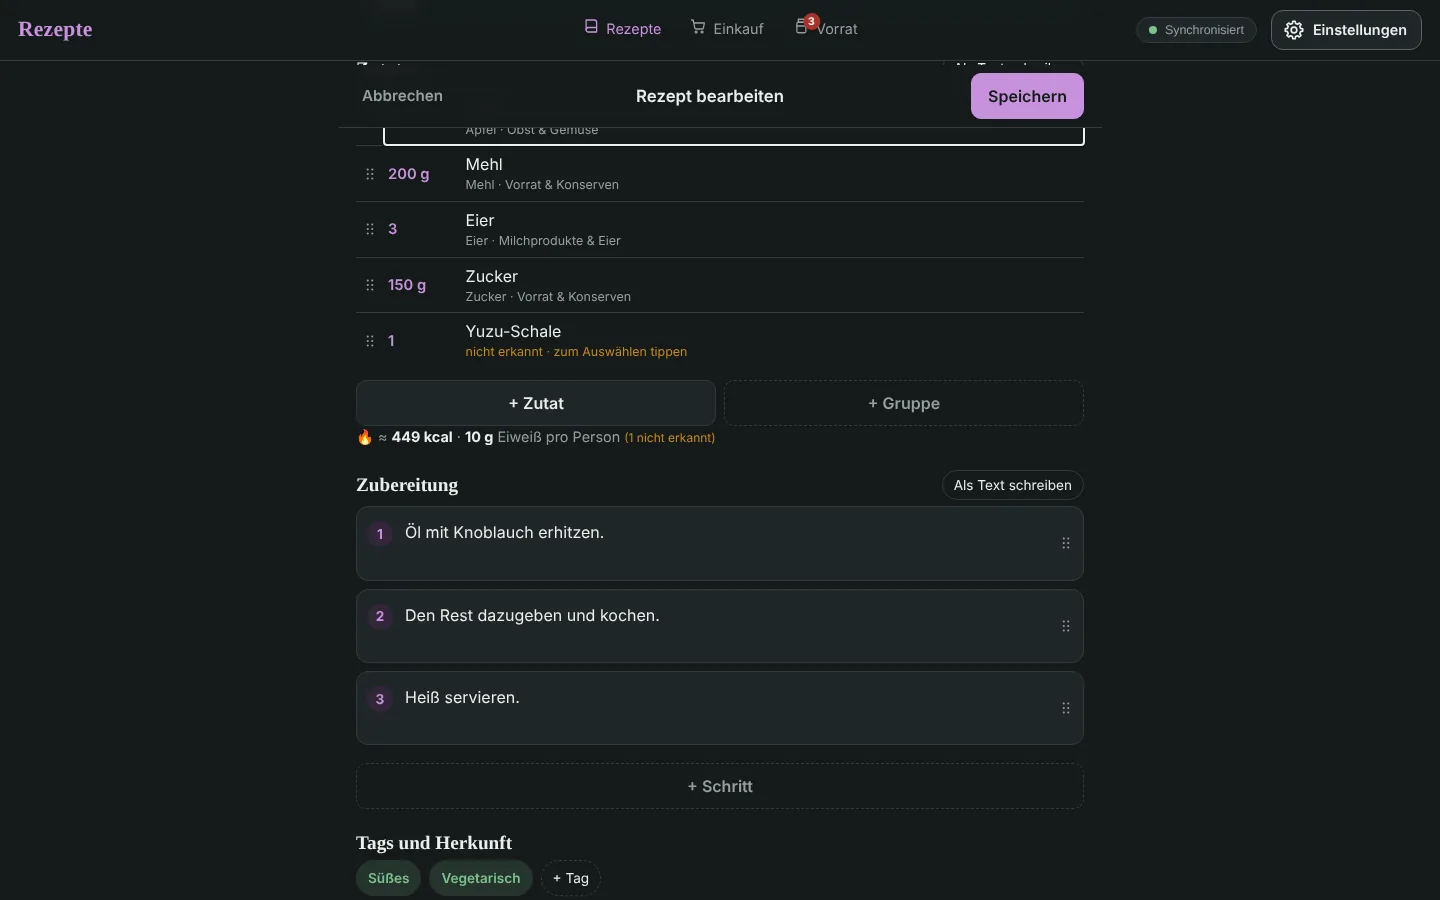 Rezepte
Rezepte
Einkauf
3
Vorrat
Synchronisiert
Einstellungen
Abbrechen
Rezept bearbeiten
Speichern
Apfel · Obst & Gemüse
200 g
Mehl
Mehl · Vorrat & Konserven
3
Eier
Eier · Milchprodukte & Eier
150 g
Zucker
Zucker · Vorrat & Konserven
1
Yuzu-Schale
nicht erkannt · zum Auswählen tippen
+ Zutat
+ Gruppe
🔥 ≈ 449 kcal · 10 g Eiweiß pro Person (1 nicht erkannt)
Zubereitung
Als Text schreiben
1
Öl mit Knoblauch erhitzen.
2
Den Rest dazugeben und kochen.
3
Heiß servieren.
+ Schritt
Tags und Herkunft
Süßes
Vegetarisch
+ Tag